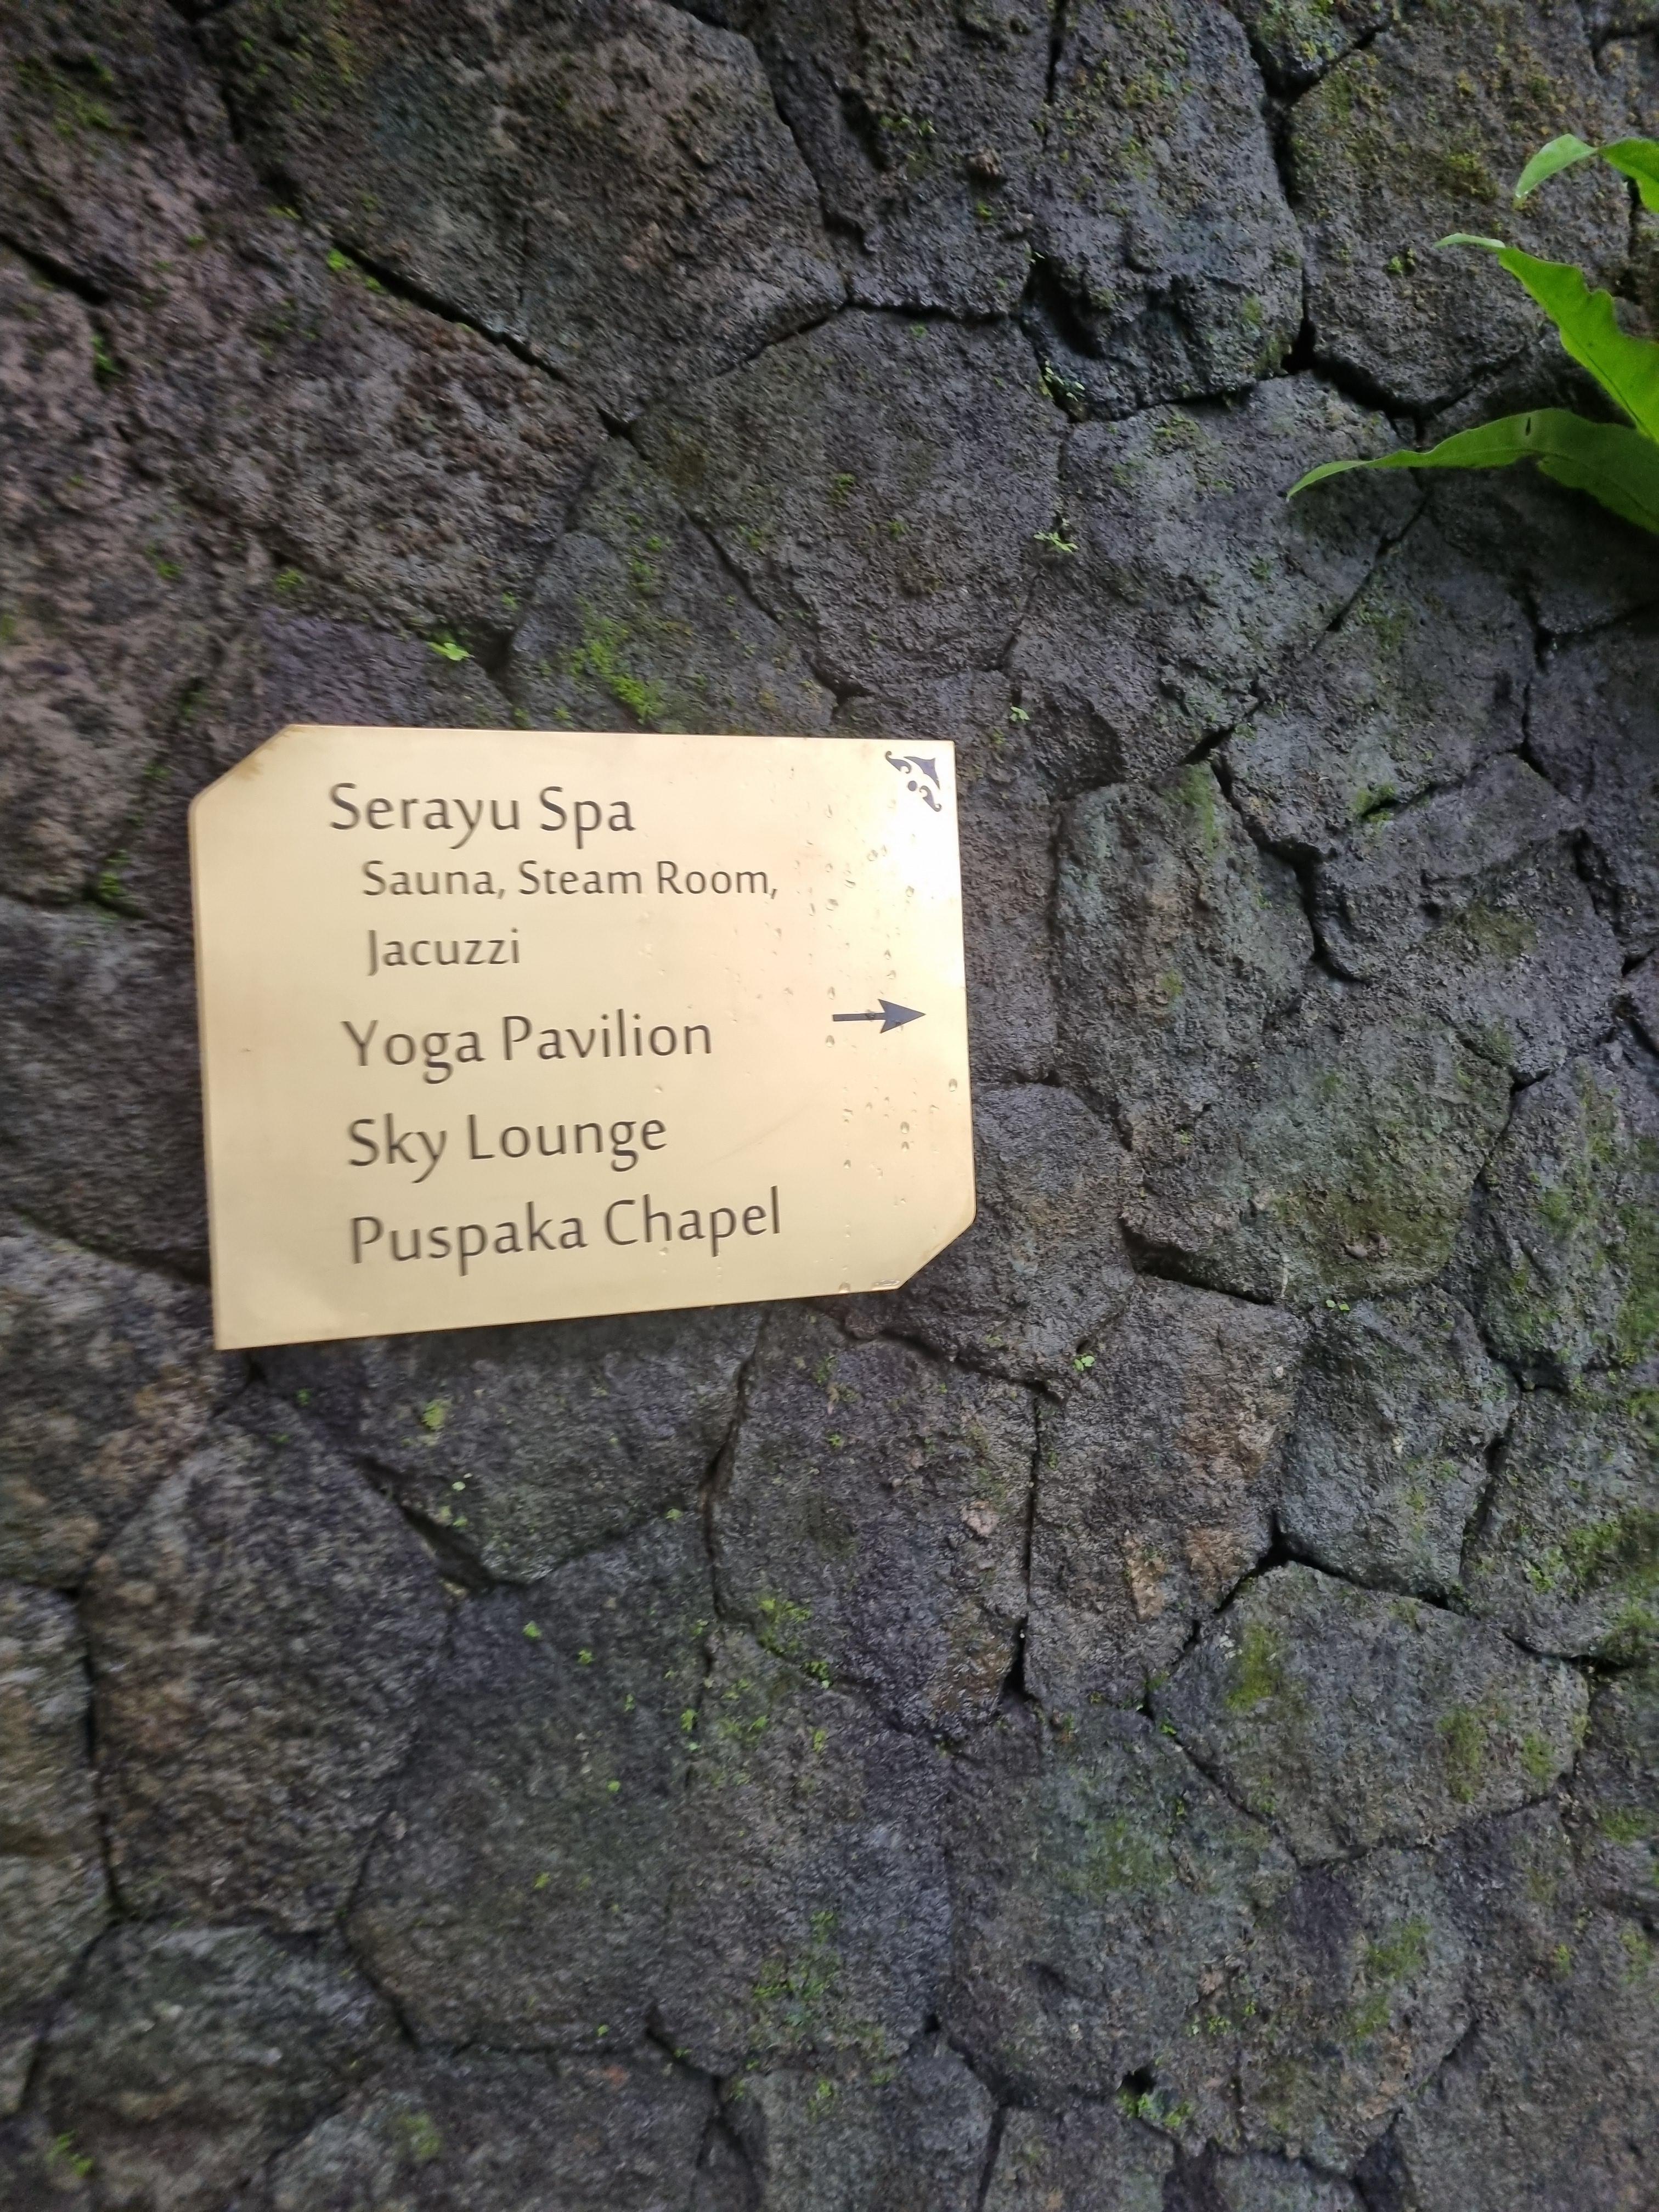 Serayu Spa
Sauna, Steam Room,
Jacuzzi
Yoga Pavilion
Sky Lounge
Puspaka Chapel